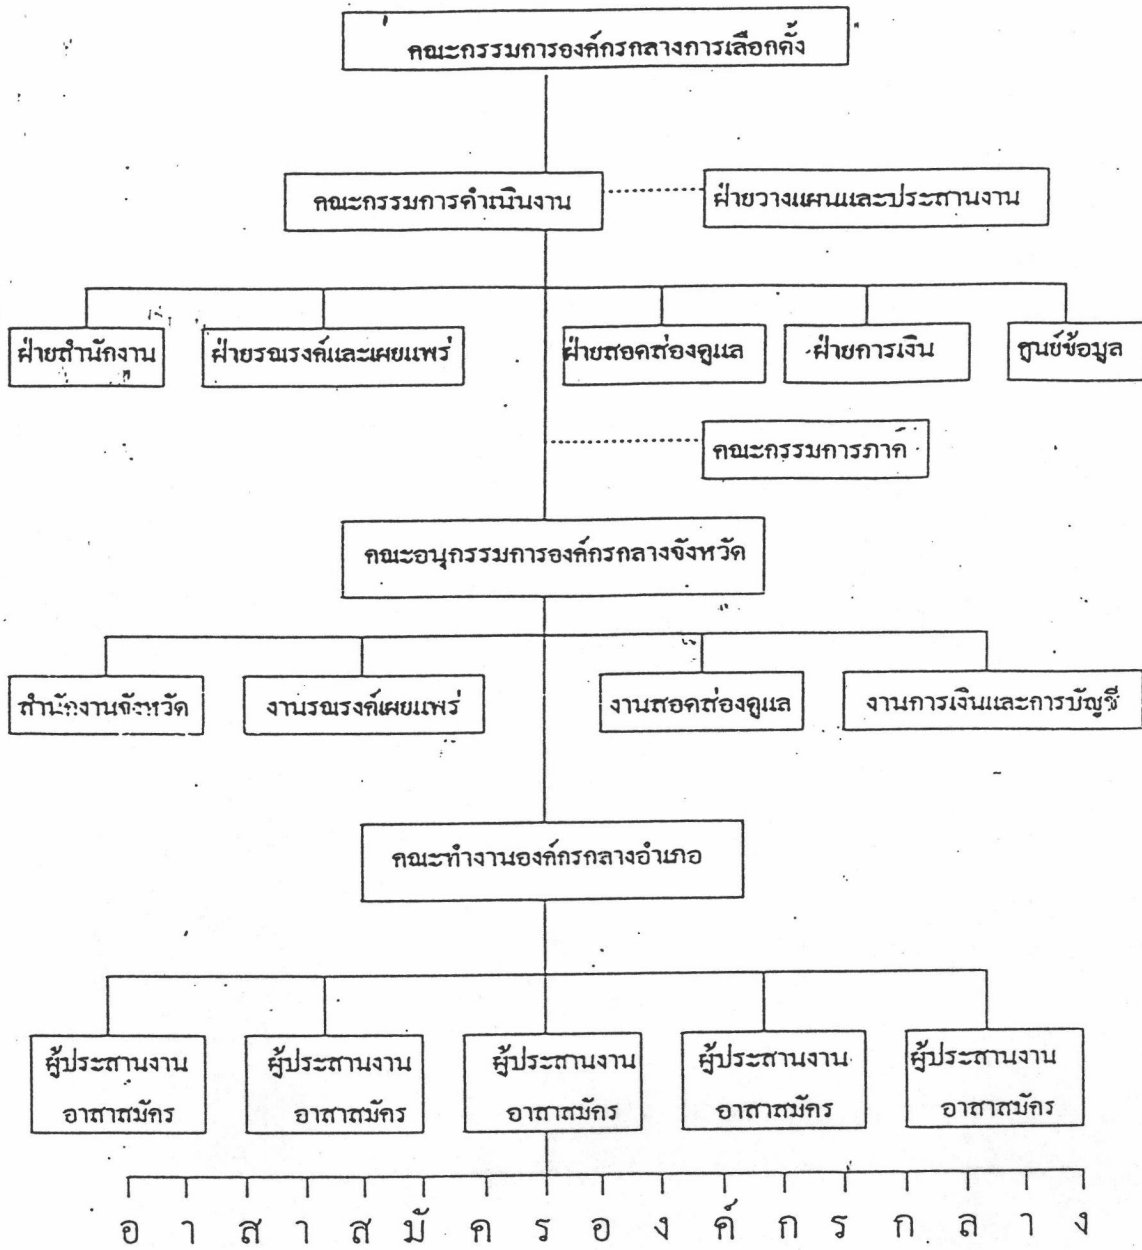 คณะกรรมการองค์กรกลางการเลือกตั้ง
คณะกรรมการดำเนินงาน
ฝ่ายวางแผนและประสานงาน
ฝ่ายสำนักงาน
ฝ่ายรณรงค์และเผยแพร่
ฝ่ายสอดส่องดูแล
ฝ่ายการเงิน
ศูนย์ข้อมูล
คณะกรรมการภาค
คณะอนุกรรมการองค์กรกลางจังหวัด
สำนักงานจังหวัด
งานรณรงค์เผยแพร่
งานสอดส่องดูแล
งานการเงินและการบัญชี
คณะทำงานองค์กรกลางอำเภอ
ผู้ประสานงาน
อาสาสมัคร
ผู้ประสานงาน
อาสาสมัคร
ผู้ประสานงาน
อาสาสมัคร
ผู้ประสานงาน
อาสาสมัคร
ผู้ประสานงาน
อาสาสมัคร
อ า ส า ส มั ค ร อ ง ค์ ก ร ก ล า ง